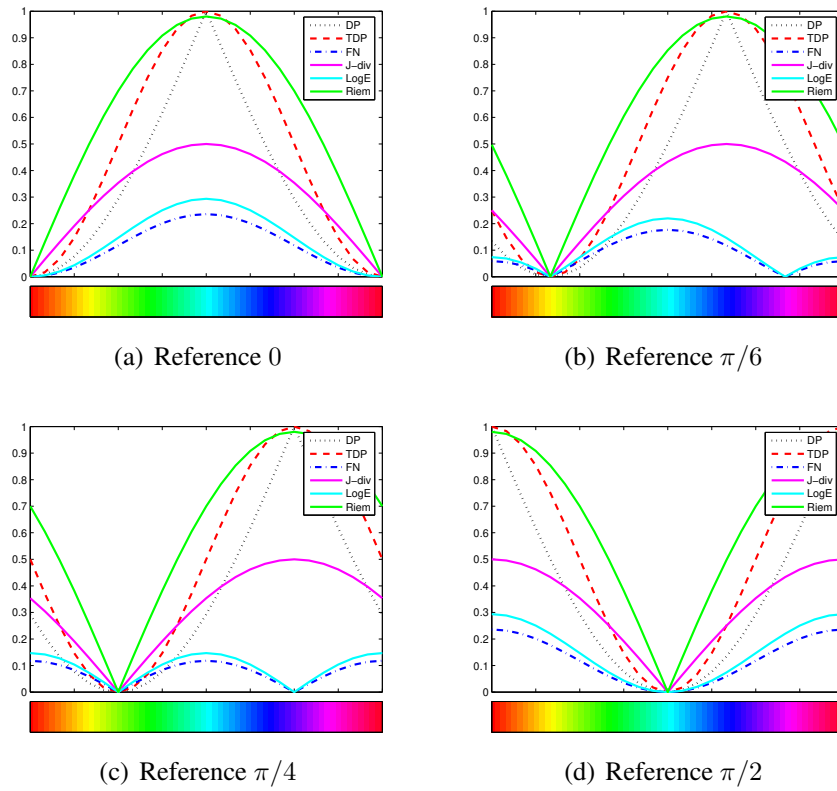 1
0.9
0.8
0.7
0.6
0.5
0.4
0.3
0.2
0.1
0
DP
TDP
FN
J-div
LogE
Riem
(a) Reference 0
1
0.9
0.8
0.7
0.6
0.5
0.4
0.3
0.2
0.1
0
DP
TDP
FN
J-div
LogE
Riem
(b) Reference π/6
1
0.9
0.8
0.7
0.6
0.5
0.4
0.3
0.2
0.1
0
DP
TDP
FN
J-div
LogE
Riem
(c) Reference π/4
1
0.9
0.8
0.7
0.6
0.5
0.4
0.3
0.2
0.1
0
DP
TDP
FN
J-div
LogE
Riem
(d) Reference π/2